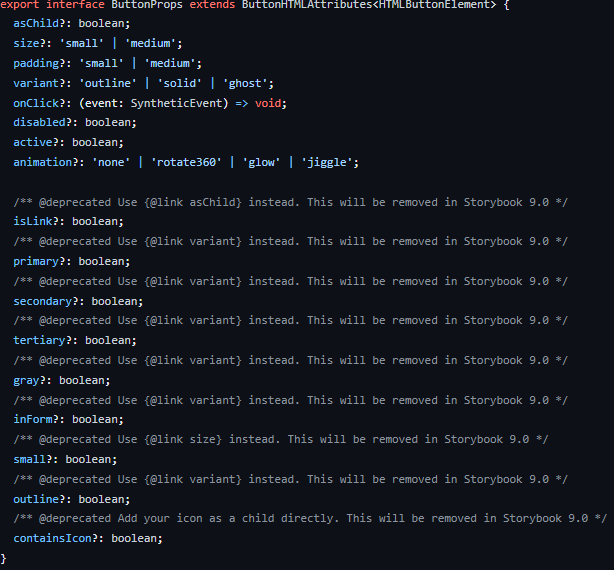 export interface ButtonProps extends ButtonHTMLAttributes<HTMLButtonElement> {
  asChild?: boolean;
  size?: 'small' | 'medium';
  padding?: 'small' | 'medium';
  variant?: 'outline' | 'solid' | 'ghost';
  onClick?: (event: SyntheticEvent) => void;
  disabled?: boolean;
  active?: boolean;
  animation?: 'none' | 'rotate360' | 'glow' | 'jiggle';

  /** @deprecated Use {@link asChild} instead. This will be removed in Storybook 9.0 */
  isLink?: boolean;
  /** @deprecated Use {@link variant} instead. This will be removed in Storybook 9.0 */
  primary?: boolean;
  /** @deprecated Use {@link variant} instead. This will be removed in Storybook 9.0 */
  secondary?: boolean;
  /** @deprecated Use {@link variant} instead. This will be removed in Storybook 9.0 */
  tertiary?: boolean;
  /** @deprecated Use {@link variant} instead. This will be removed in Storybook 9.0 */
  gray?: boolean;
  /** @deprecated Use {@link variant} instead. This will be removed in Storybook 9.0 */
  inForm?: boolean;
  /** @deprecated Use {@link size} instead. This will be removed in Storybook 9.0 */
  small?: boolean;
  /** @deprecated Use {@link variant} instead. This will be removed in Storybook 9.0 */
  outline?: boolean;
  /** @deprecated Add your icon as a child directly. This will be removed in Storybook 9.0 */
  containsIcon?: boolean;
}